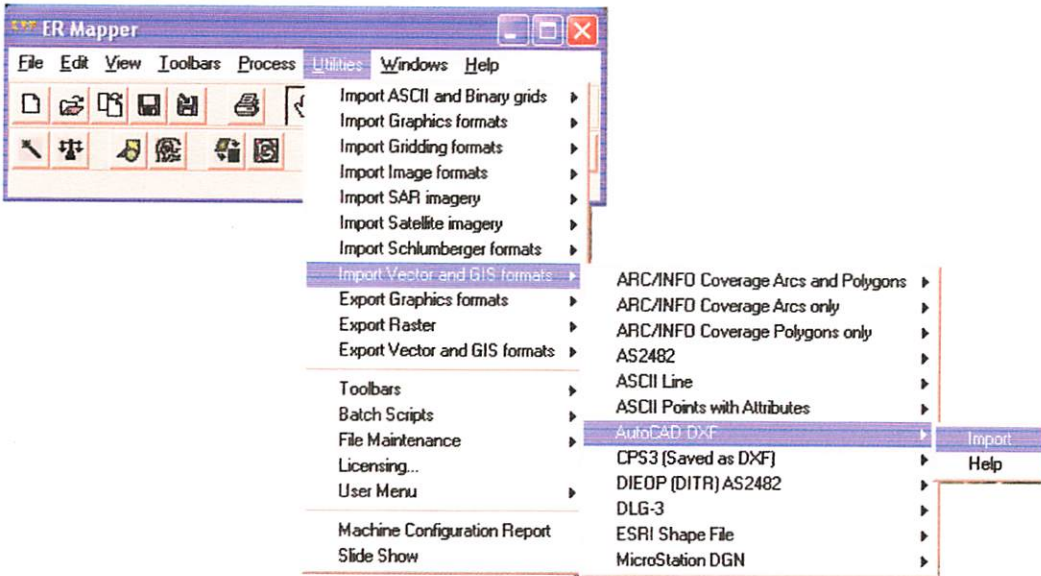 ER Mapper
File Edit View Toolbars Process Utilities Windows Help
Import ASCII and Binary grids
Import Graphics formats
Import Gridding formats
Import Image formats
Import SAR imagery
Import Satellite imagery
Import Schlumberger formats
Import Vector and GIS formats
Export Graphics formats
Export Raster
Export Vector and GIS formats
Toolbars
Batch Scripts
File Maintenance
Licensing...
User Menu
Machine Configuration Report
Slide Show
ARC/INFO Coverage Arcs and Polygons
ARC/INFO Coverage Arcs only
ARC/INFO Coverage Polygons only
AS2482
ASCII Line
ASCII Points with Attributes
AutoCAD DXF
CPS3 (Saved as DXF)
DIEOP (DITR) AS2482
DLG-3
ESRI Shape File
MicroStation DGN
Import
Help